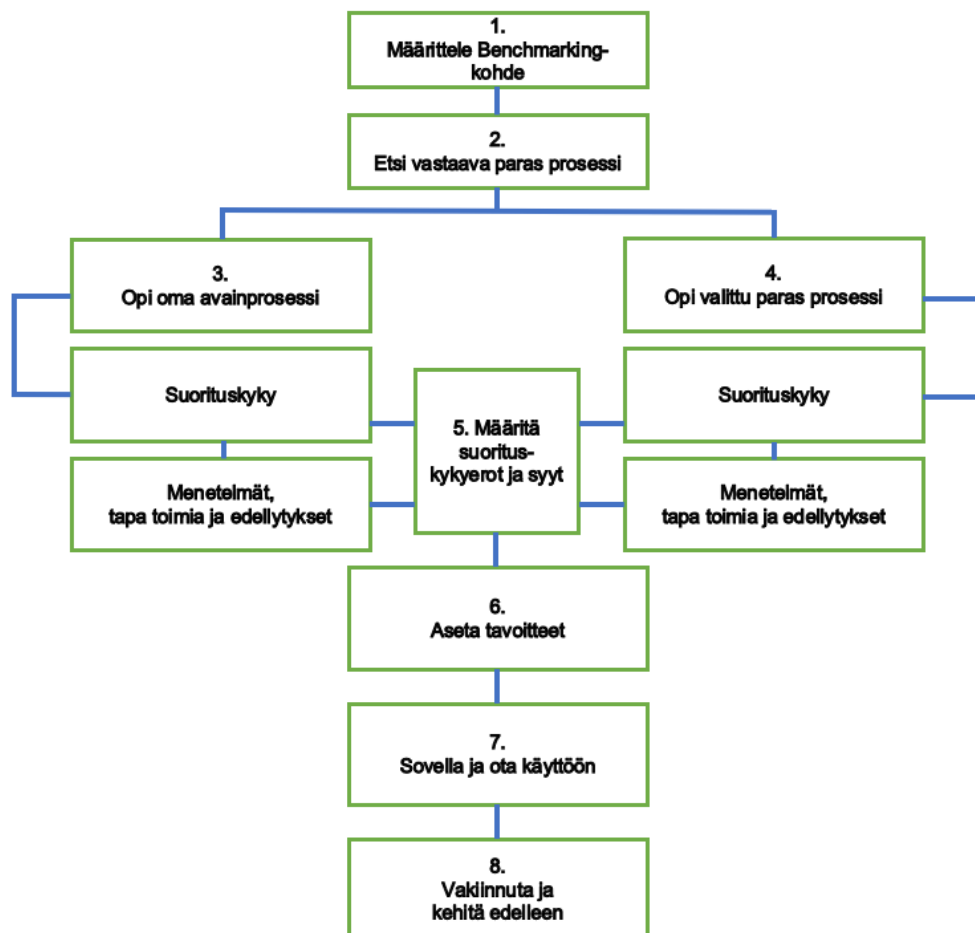 1.
Määrittele Benchmarking-
kohde
2.
Etsi vastaava paras prosessi
3.
Opi oma avainprosessi
4.
Opi valittu paras prosessi
Suorituskyky
Menetelmät,
tapa toimia ja edellytykset
5. Määritä
suoritus-
kykyerot ja syyt
Suorituskyky
Menetelmät,
tapa toimia ja edellytykset
6.
Aseta tavoitteet
7.
Sovella ja ota käyttöön
8.
Vakiinnuta ja
kehitä edelleen